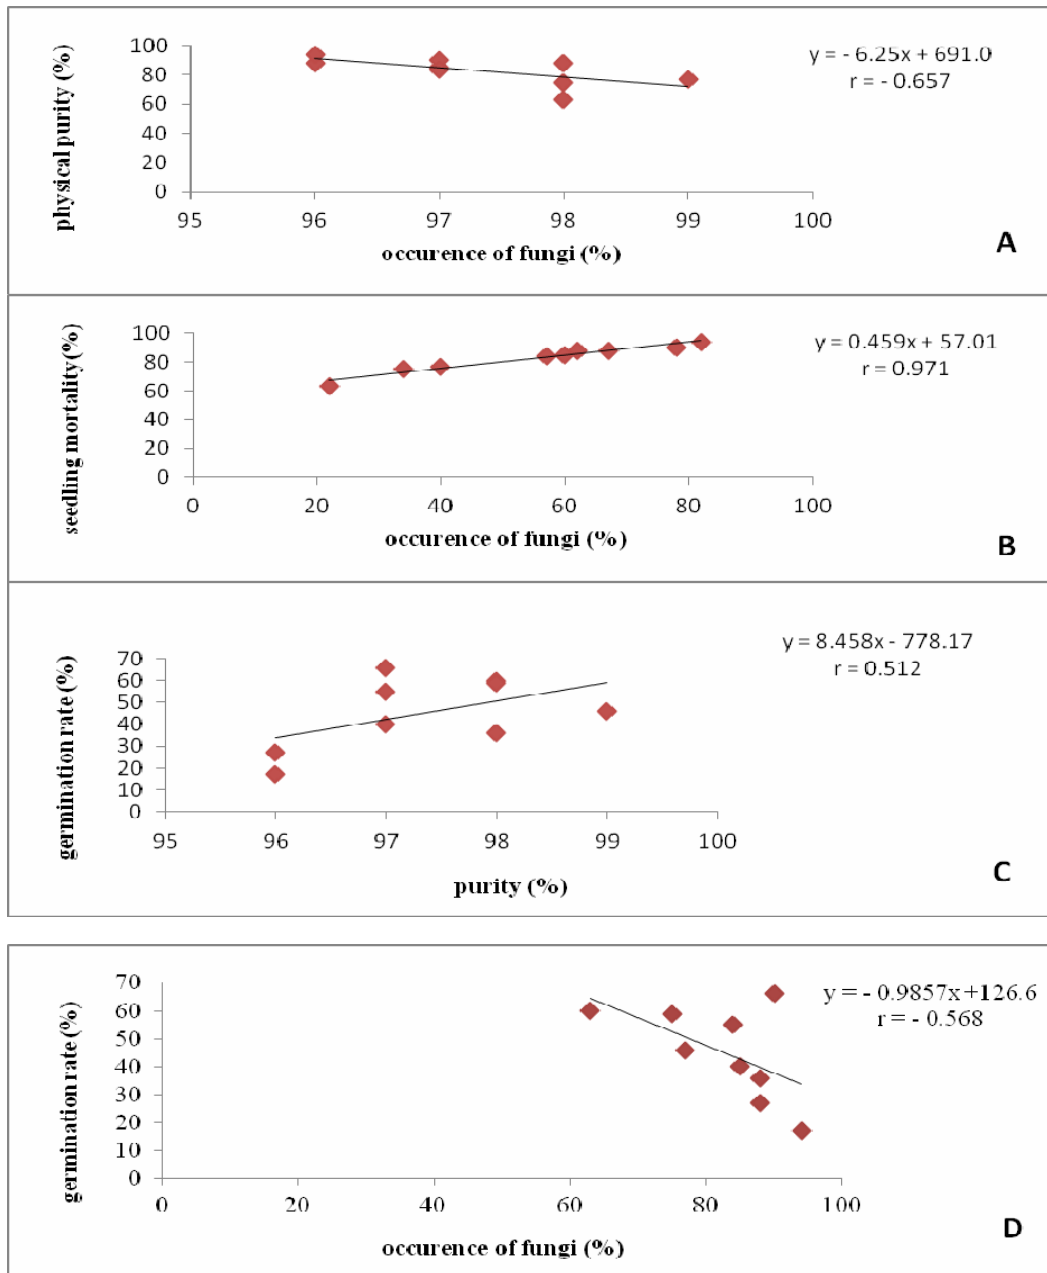 physical purity (%)
100
80
60
40
20
0
95 96 97 98 99 100
occurence of fungi (%)
y = - 6.25x + 691.0
r = - 0.657
A
seedling mortality (%)
100
80
60
40
20
0
0 20 40 60 80 100
occurence of fungi (%)
y = 0.459x + 57.01
r = 0.971
B
germination rate (%)
70
60
50
40
30
20
10
0
95 96 97 98 99 100
purity (%)
y = 8.458x - 778.17
r = 0.512
C
germination rate (%)
70
60
50
40
30
20
10
0
0 20 40 60 80 100
occurence of fungi (%)
y = - 0.9857x +126.6
r = - 0.568
D